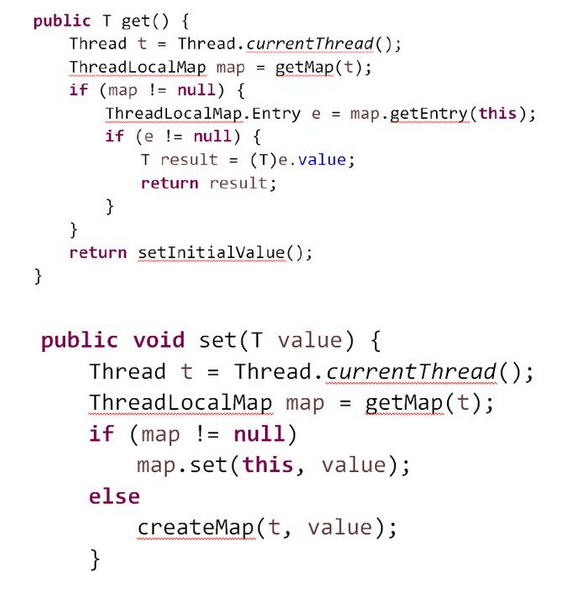 public T get() {
    Thread t = Thread.currentThread();
    ThreadLocalMap map = getMap(t);
    if (map != null) {
        ThreadLocalMap.Entry e = map.getEntry(this);
        if (e != null) {
            T result = (T)e.value;
            return result;
        }
    }
    return setInitialValue();
}
public void set(T value) {
    Thread t = Thread.currentThread();
    ThreadLocalMap map = getMap(t);
    if (map != null)
        map.set(this, value);
    else
        createMap(t, value);
    }